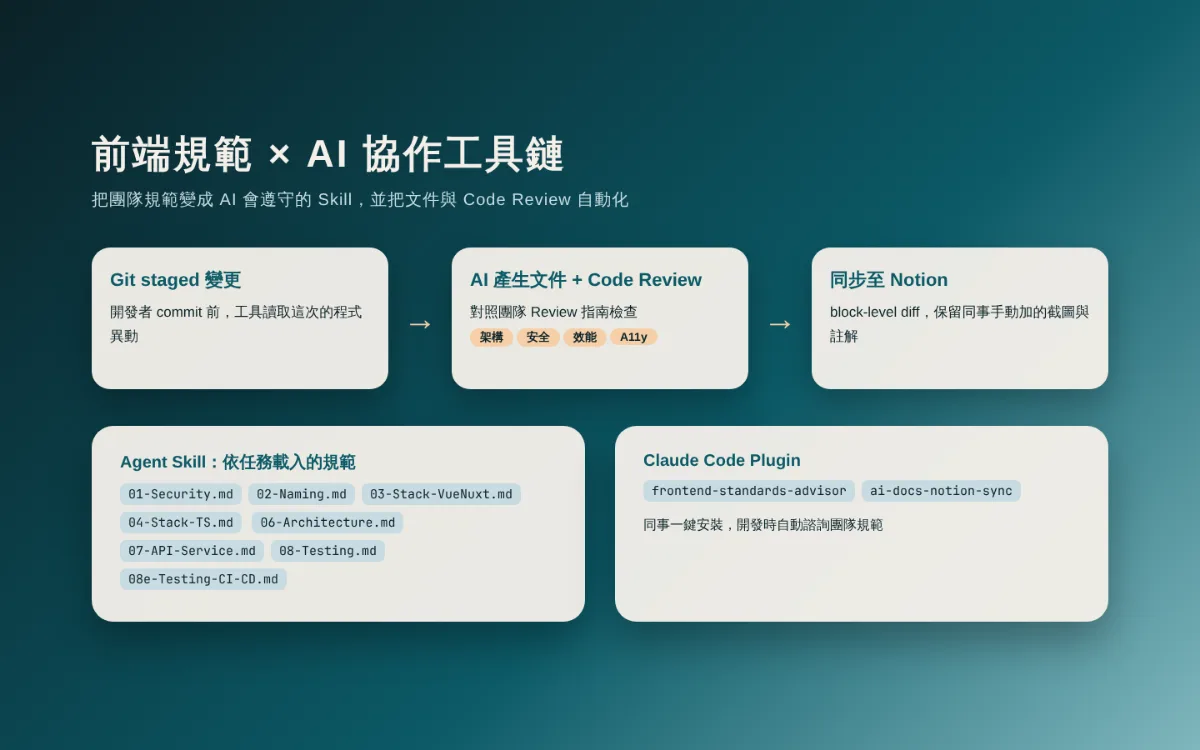 前端規範 × AI 協作工具鏈
把團隊規範變成 AI 會遵守的 Skill，並把文件與 Code Review 自動化
Git staged 變更
開發者 commit 前，工具讀取這次的程式
異動
→
AI 產生文件 + Code Review
對照團隊 Review 指南檢查
架構 安全 效能 A11y
→
同步至 Notion
block-level diff，保留同事手動加的截圖與
註解
Agent Skill：依任務載入的規範
01-Security.md 02-Naming.md 03-Stack-VueNuxt.md
04-Stack-TS.md 06-Architecture.md
07-API-Service.md 08-Testing.md
08e-Testing-CI-CD.md
Claude Code Plugin
frontend-standards-advisor ai-docs-notion-sync
同事一鍵安裝，開發時自動諮詢團隊規範